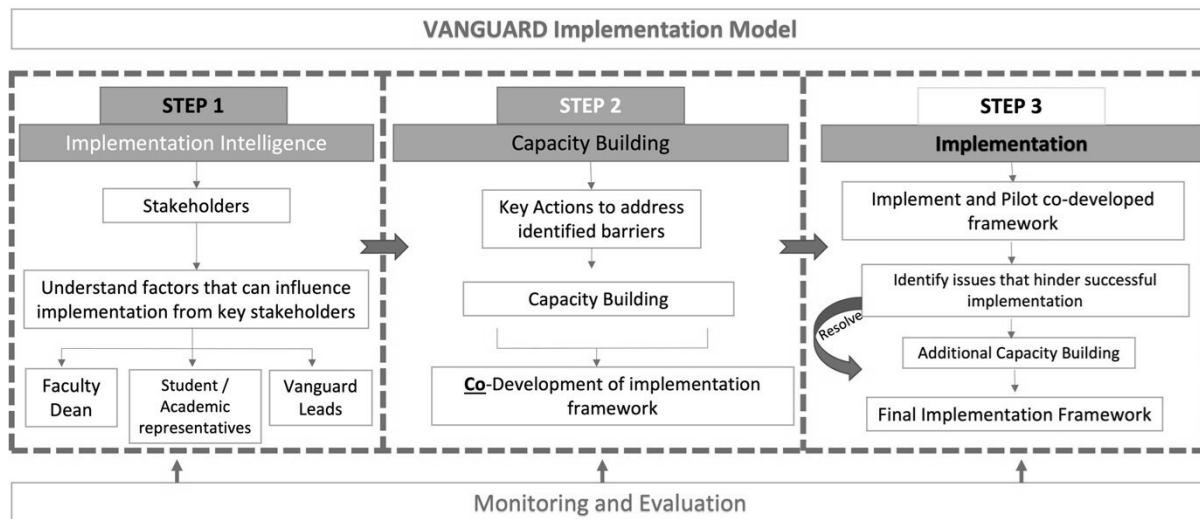 VANGUARD Implementation Model
STEP 1
Implementation Intelligence
Stakeholders
Understand factors that can influence
implementation from key stakeholders
Faculty
Dean
Student /
Academic
representatives
Vanguard
Leads
STEP 2
Capacity Building
Key Actions to address
identified barriers
Capacity Building
Co-Development of implementation
framework
STEP 3
Implementation
Implement and Pilot co-developed
framework
Identify issues that hinder successful
implementation
Resolve
Additional Capacity Building
Final Implementation Framework
Monitoring and Evaluation